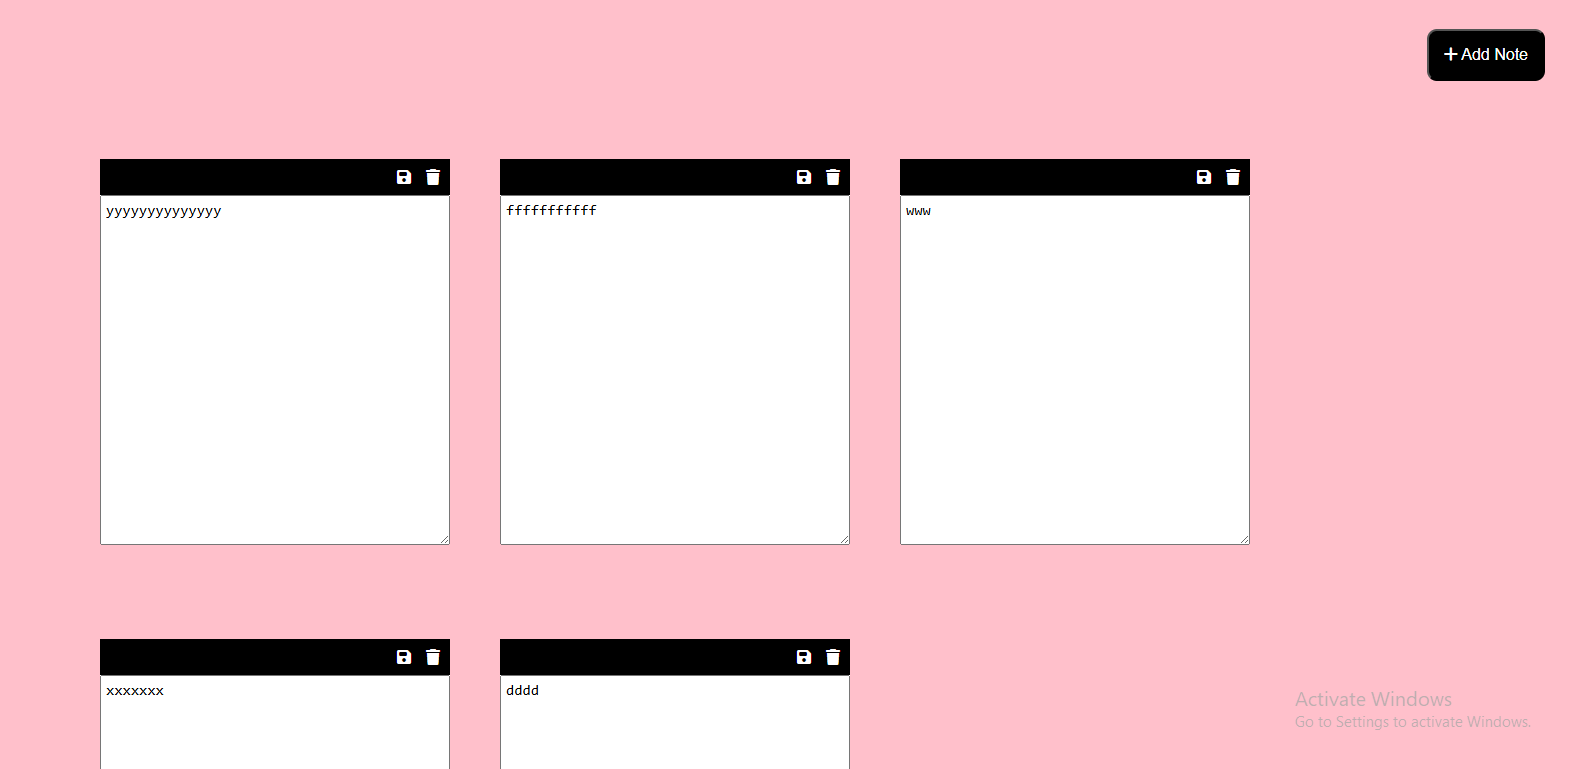 Add Note
yyyyyyyyyyyyyy
fffffffffff
www
xxxxxxx
dddd
Activate Windows
Go to Settings to activate Windows.